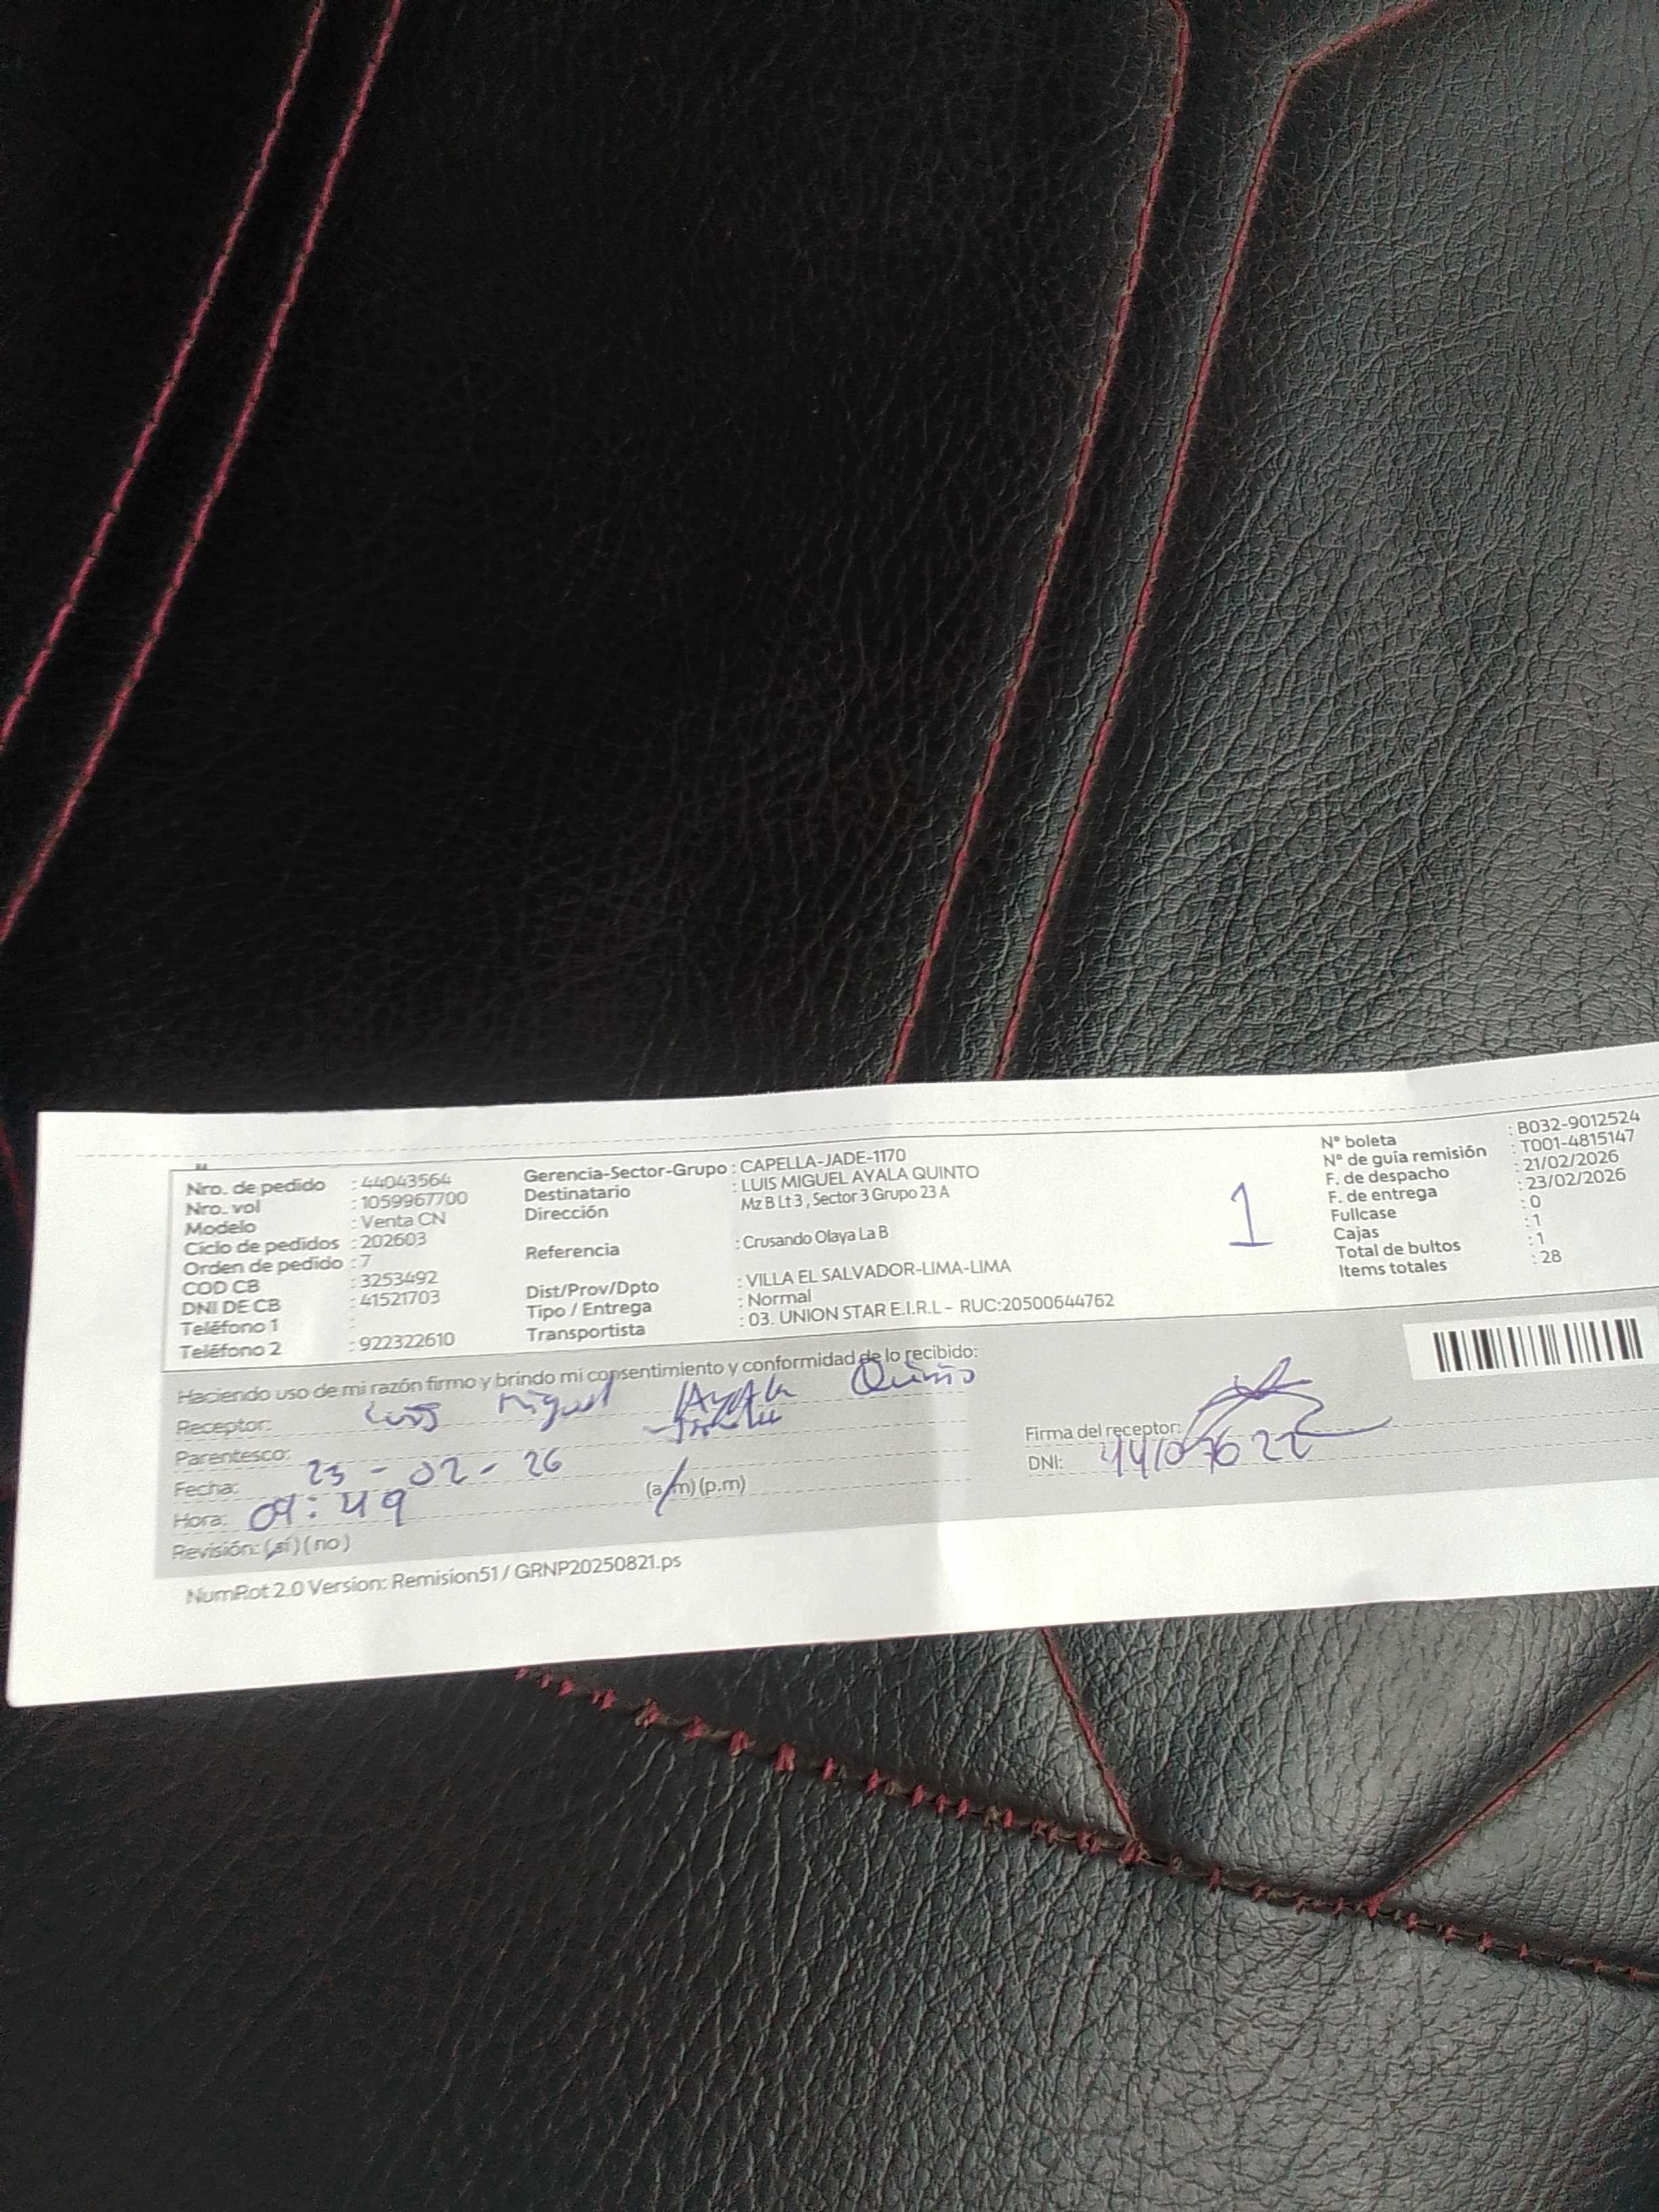 Nro. de pedido : 44043564
Nro. vol : 1059967700
Modelo : Venta CN
Ciclo de pedidos : 202603
Orden de pedido : 7
COD CB : 3253492
DNI DE CB : 41521703
Teléfono 1 :
Teléfono 2 : 922322610
Gerencia-Sector-Grupo : CAPELLA-JADE-1170
Destinatario : LUIS MIGUEL AYALA QUINTO
Dirección Mz B Lt 3 , Sector 3 Grupo 23 A
Referencia : Crusando Olaya La B
Dist/Prov/Dpto : VILLA EL SALVADOR-LIMA-LIMA
Tipo / Entrega : Normal
Transportista : 03. UNION STAR E.I.R.L - RUC:20500644762
1
N° boleta : B032-9012524
N° de guía remisión : T001-4815147
F. de despacho : 21/02/2026
F. de entrega : 23/02/2026
Fullcase : 0
Cajas : 1
Total de bultos : 1
Items totales : 28
Haciendo uso de mi razón firmo y brindo mi consentimiento y conformidad de lo recibido:
Receptor: Luis Miguel Ayala Quinto
Parentesco:
Fecha: 23 - 02 - 26
Hora: 09:49 (a.m) (p.m)
Revisión: (si) (no)
Firma del receptor:
DNI:
NumRot 2.0 Version: Remision51 / GRNP20250821.ps